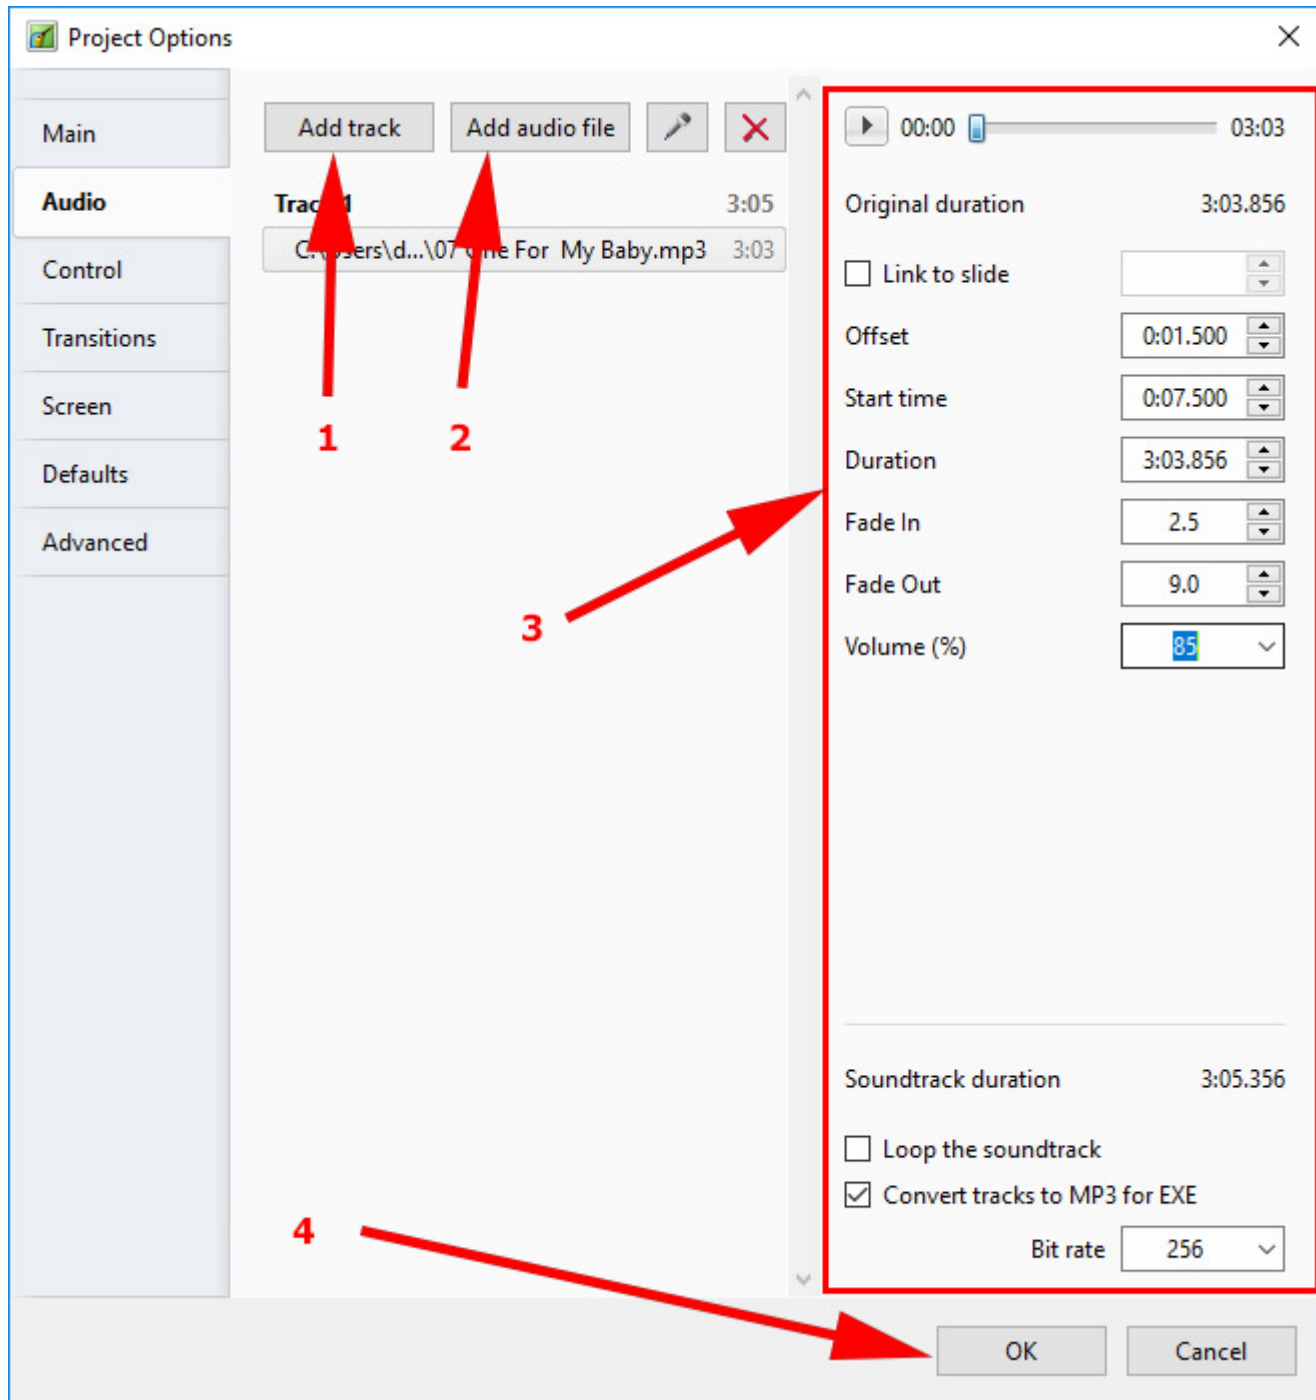 Project Options
Main
Audio
Control
Transitions
Screen
Defaults
Advanced
Add track
Add audio file
3:05
My Baby.mp3 3:03
1
2
3
4
00:00 03:03
Original duration 3:03.856
Link to slide
Offset 0:01.500
Start time 0:07.500
Duration 3:03.856
Fade In 2.5
Fade Out 9.0
Volume (%) 85
Soundtrack duration 3:05.356
Loop the soundtrack
Convert tracks to MP3 for EXE
Bit rate 256
OK Cancel